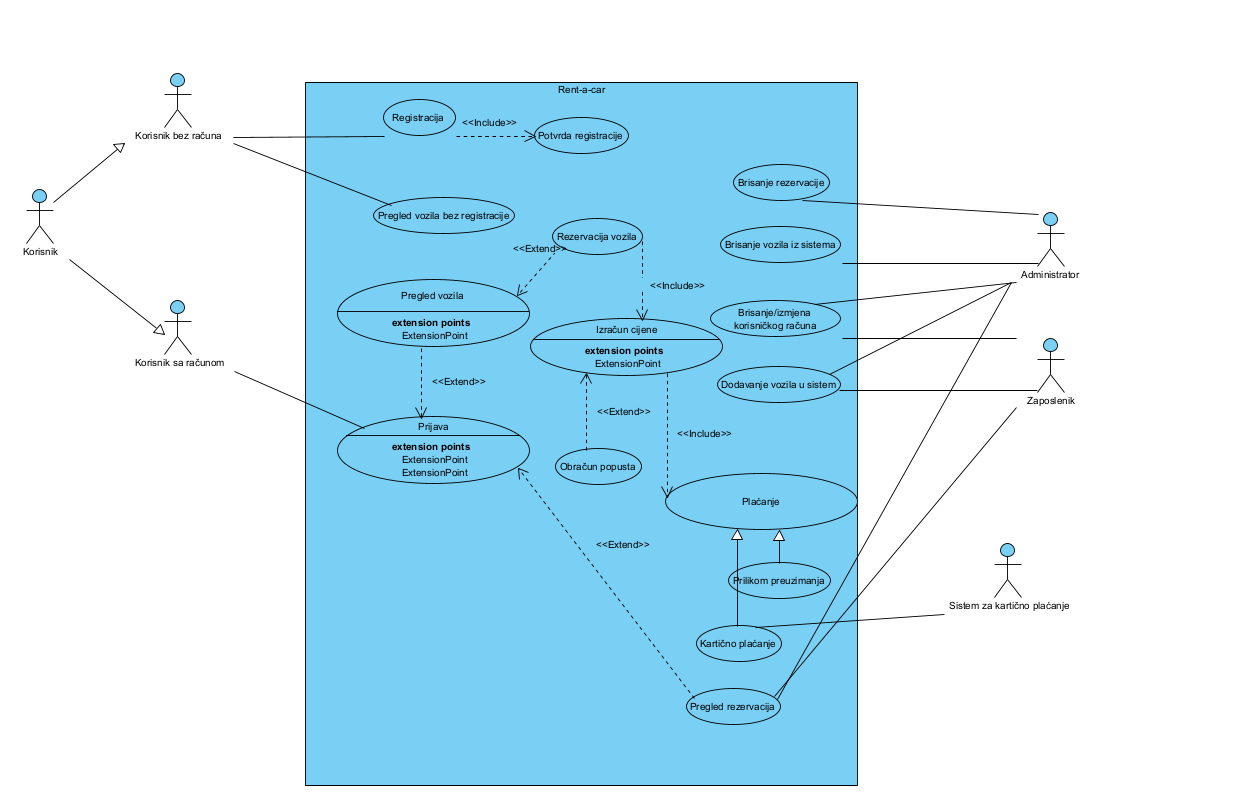 Rent-a-car
Registracija
<<Include>>
Potvrda registracije
Korisnik bez računa
Brisanje rezervacije
Pregled vozila bez registracije
Rezervacija vozila
Brisanje vozila iz sistema
<<Extend>>
Korisnik
Administrator
<<Include>>
Pregled vozila
extension points
ExtensionPoint
Brisanje/izmjena
korisničkog računa
Izračun cijene
extension points
ExtensionPoint
Korisnik sa računom
<<Extend>>
Dodavanje vozila u sistem
Zaposlenik
<<Extend>>
Prijava
extension points
ExtensionPoint
ExtensionPoint
<<Include>>
Obračun popusta
Plaćanje
<<Extend>>
Prilikom preuzimanja
Sistem za kartično plaćanje
Kartično plaćanje
Pregled rezervacija